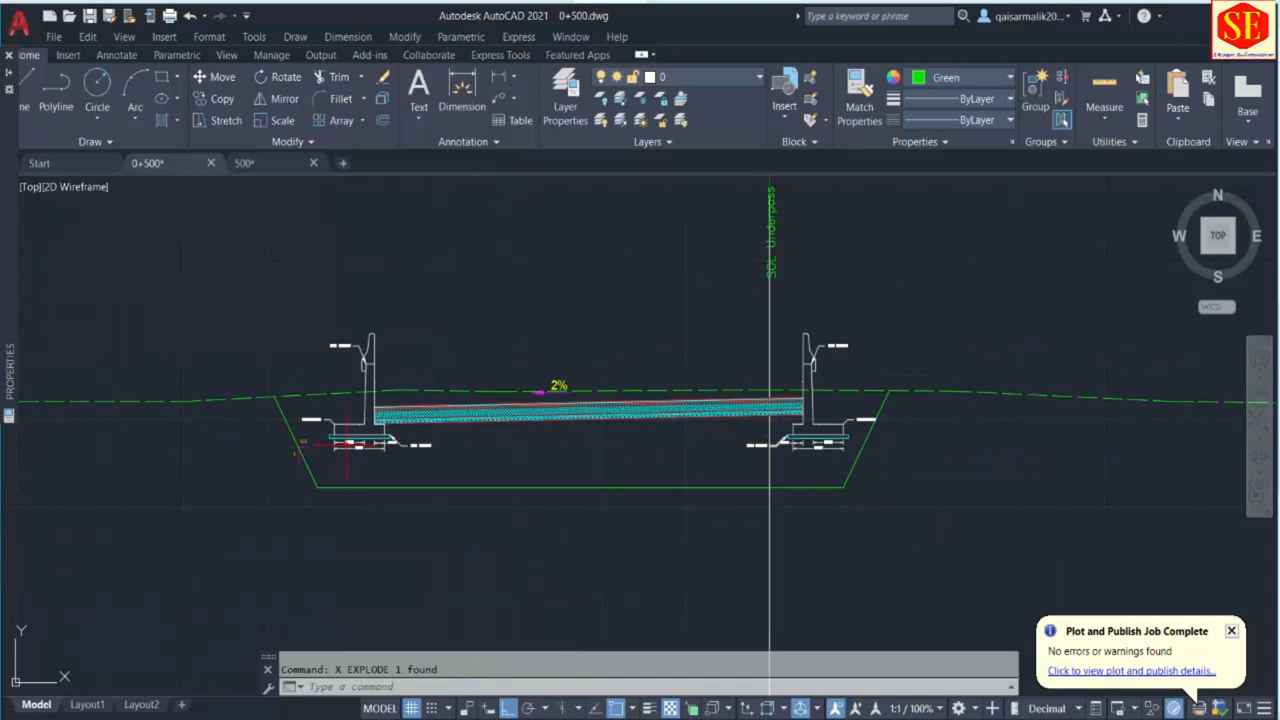 Autodesk AutoCAD 2021 0+500.dwg
Type a keyword or phrase
qaisarmalik20...
SE
File Edit View Insert Format Tools Draw Dimension Modify Parametric Express Window Help
ome Insert Annotate Parametric View Manage Output Add-ins Collaborate Express Tools Featured Apps
ne Polyline Circle Arc
Move Rotate Trim
Copy Mirror Fillet
Stretch Scale Array
Text Dimension Table
Layer Properties
0
Insert
Match Properties
Green
ByLayer
ByLayer
Group
Measure
Paste
Base
Draw Modify Annotation Layers Block Properties Groups Utilities Clipboard View
Start 0+500* 500*
[Top][2D Wireframe]
N
W TOP E
S
WCS
SOL Underpass
2%
PROPERTIES
Y
X
Plot and Publish Job Complete
No errors or warnings found
Click to view plot and publish details...
Command: X EXPLODE 1 found
Type a command
Model Layout1 Layout2
MODEL 1:1 / 100% Decimal